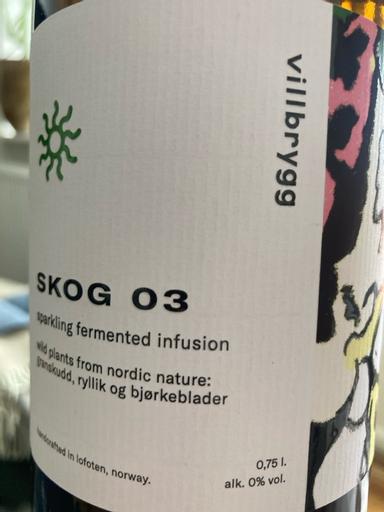 villbrygg
SKOG 03
sparkling fermented infusion
wild plants from nordic nature:
granskudd, ryllik og bjørkeblader
handcrafted in lofoten, norway.
0,75 l.
alk. 0% vol.